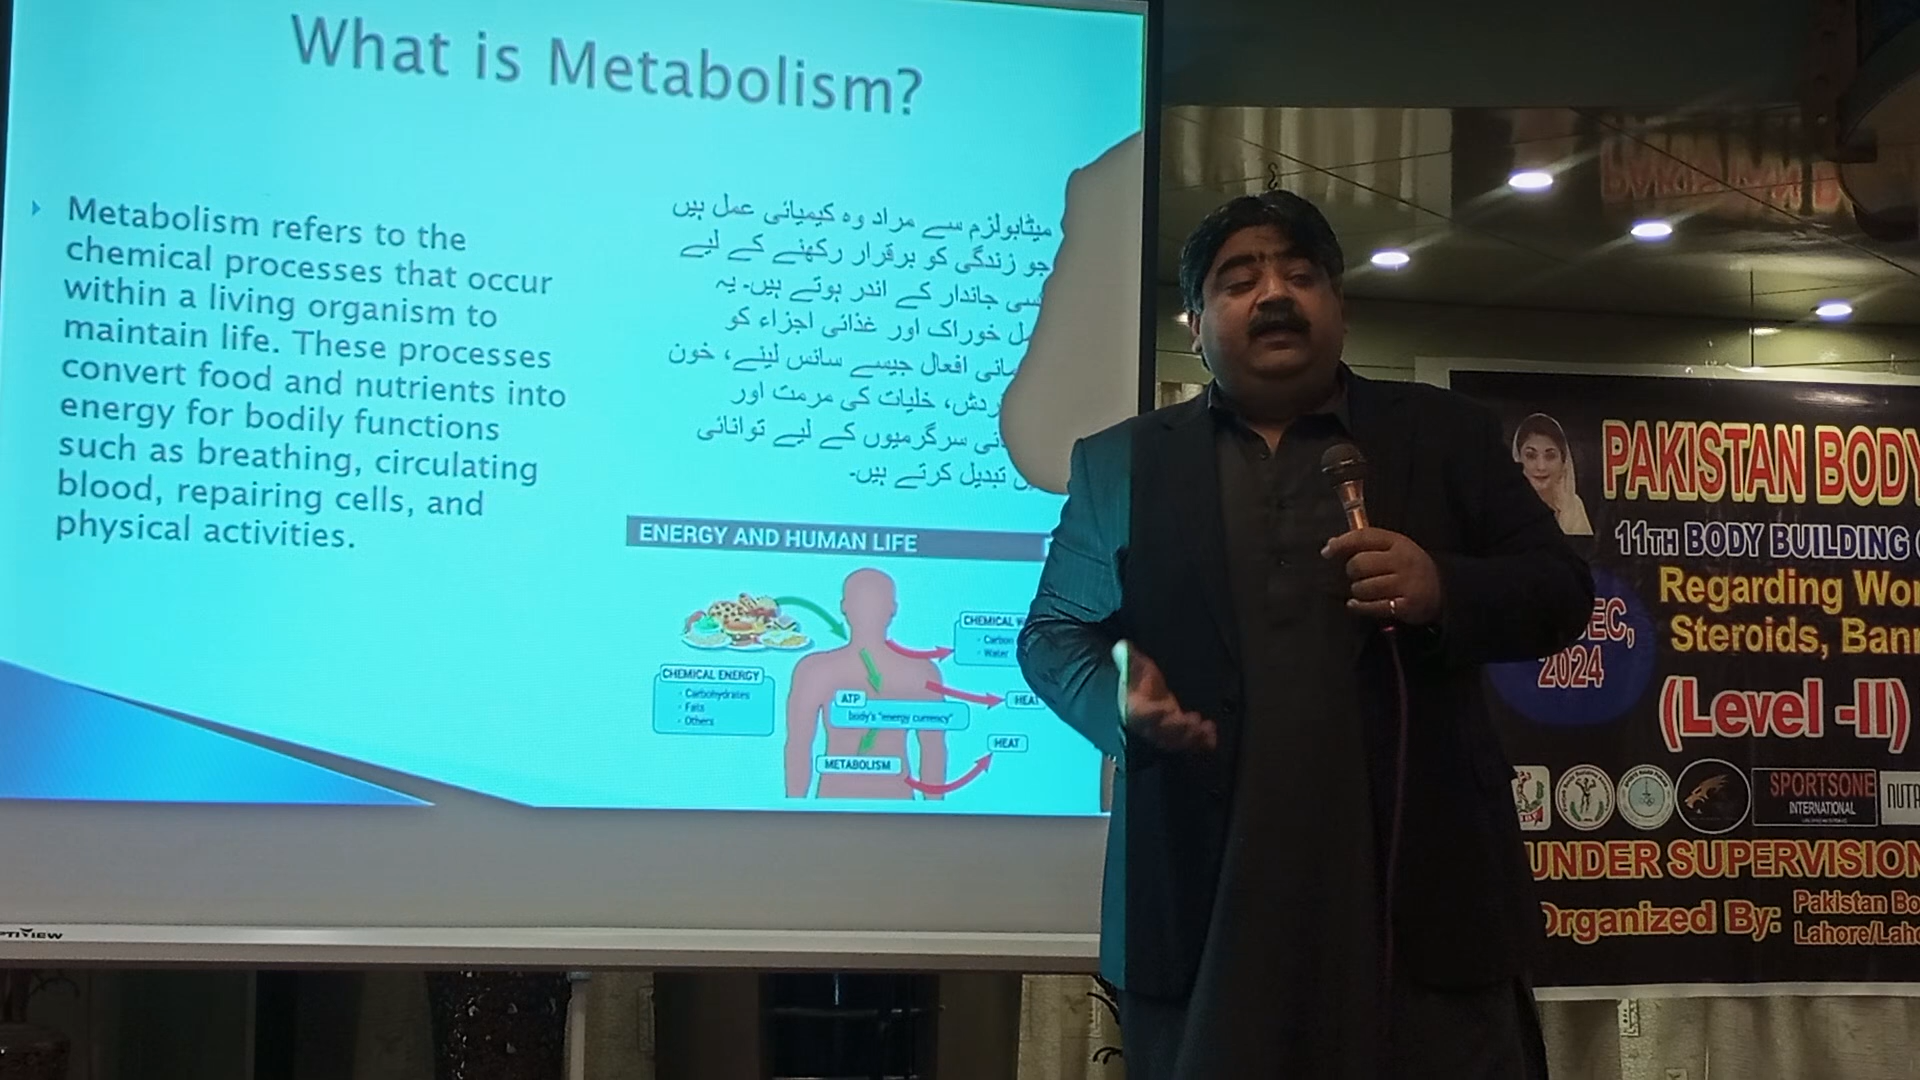 What is Metabolism?
Metabolism refers to the
chemical processes that occur
within a living organism to
maintain life. These processes
convert food and nutrients into
energy for bodily functions
such as breathing, circulating
blood, repairing cells, and
physical activities.
میٹابولزم سے مراد وہ کیمیائی عمل ہیں
جو زندگی کو برقرار رکھنے کے لیے
جاندار کے اندر ہوتے ہیں۔ یہ
خوراک اور غذائی اجزاء کو
افعال جیسے سانس لینے، خون
خلیات کی مرمت اور
سرگرمیوں کے لیے توانائی
تبدیل کرتے ہیں۔
ENERGY AND HUMAN LIFE
CHEMICAL
- Carbon
- Water
CHEMICAL ENERGY
- Carbohydrates
- Fats
- Others
ATP
body's "energy currency"
HEAT
HEAT
METABOLISM
PAKISTAN BODY
11TH BODY BUILDING
Regarding
Steroids,
2024
(Level -II)
SPORTSONE
INTERNATIONAL
UNDER SUPERVISION
Organized By:
Pakistan
Lahore/